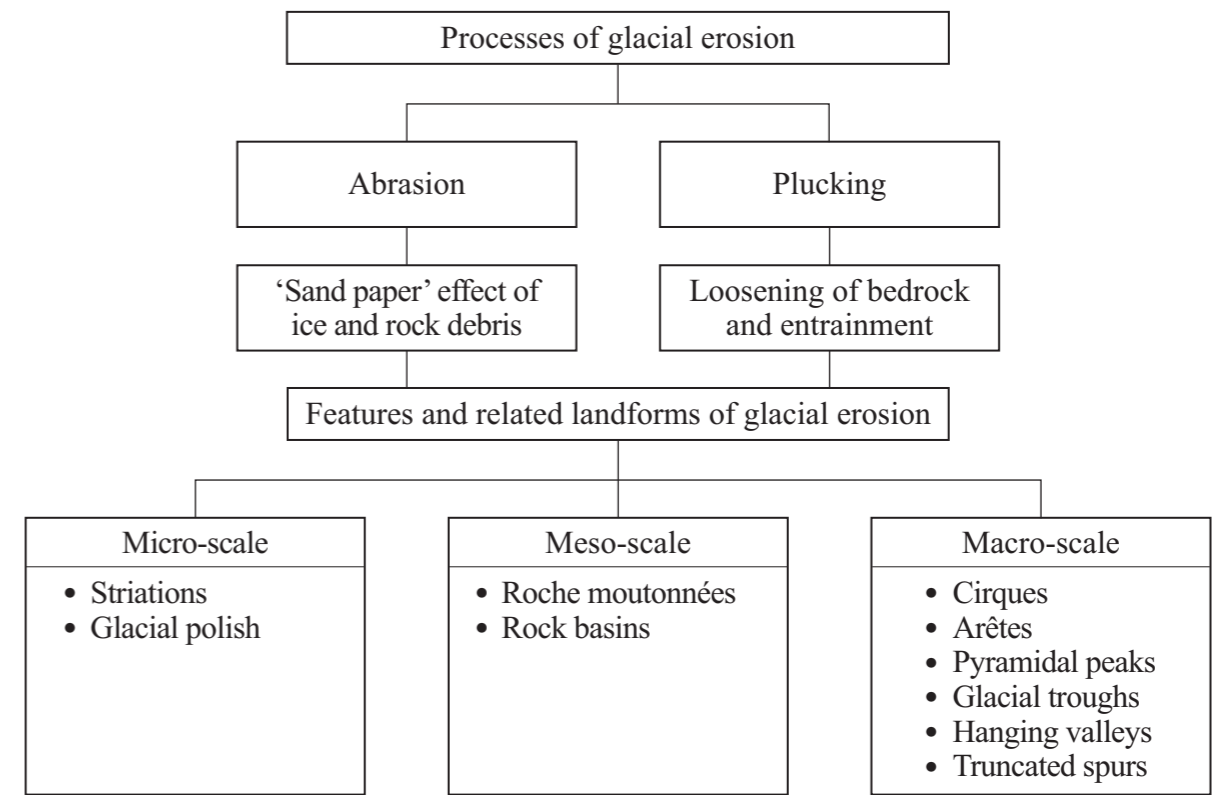 Processes of glacial erosion
Abrasion
Plucking
‘Sand paper’ effect of
ice and rock debris
Loosening of bedrock
and entrainment
Features and related landforms of glacial erosion
Micro-scale
• Striations
• Glacial polish
Meso-scale
• Roche moutonnées
• Rock basins
Macro-scale
• Cirques
• Arêtes
• Pyramidal peaks
• Glacial troughs
• Hanging valleys
• Truncated spurs